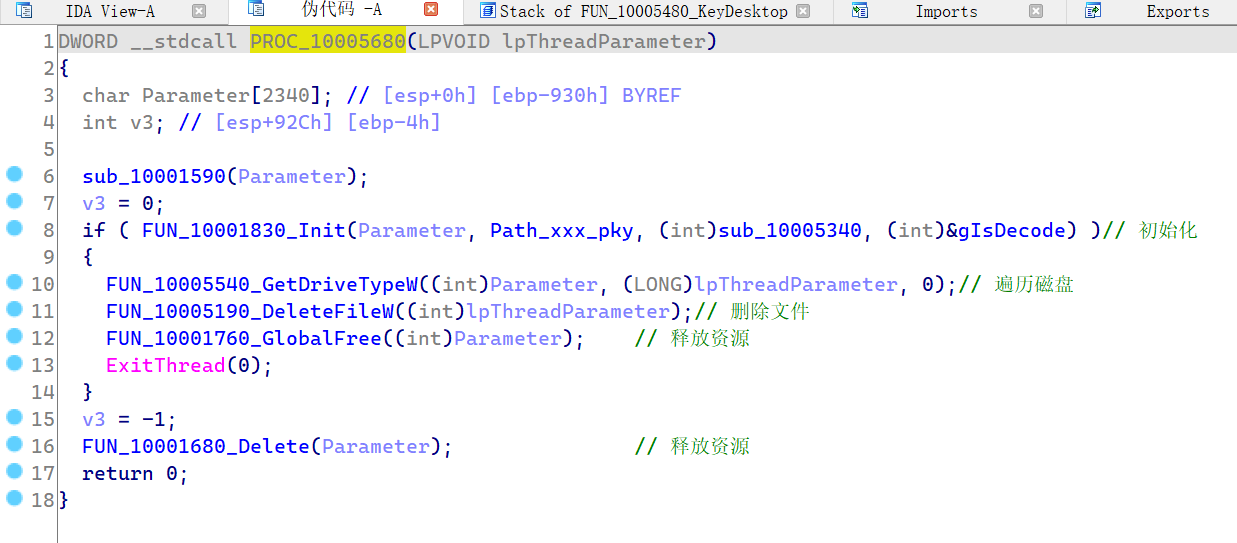 IDA View-A 伪代码 -A Stack of FUN_10005480_KeyDesktop Imports Exports
1 DWORD __stdcall PROC_10005680(LPVOID lpThreadParameter)
2 {
3 char Parameter[2340]; // [esp+0h] [ebp-930h] BYREF
4 int v3; // [esp+92Ch] [ebp-4h]
5
6 sub_10001590(Parameter);
7 v3 = 0;
8 if ( FUN_10001830_Init(Parameter, Path_xxx_pky, (int)sub_10005340, (int)&gIsDecode) )// 初始化
9 {
10 FUN_10005540_GetDriveTypeW((int)Parameter, (LONG)lpThreadParameter, 0);// 遍历磁盘
11 FUN_10005190_DeleteFileW((int)lpThreadParameter);// 删除文件
12 FUN_10001760_GlobalFree((int)Parameter); // 释放资源
13 ExitThread(0);
14 }
15 v3 = -1;
16 FUN_10001680_Delete(Parameter); // 释放资源
17 return 0;
18 }